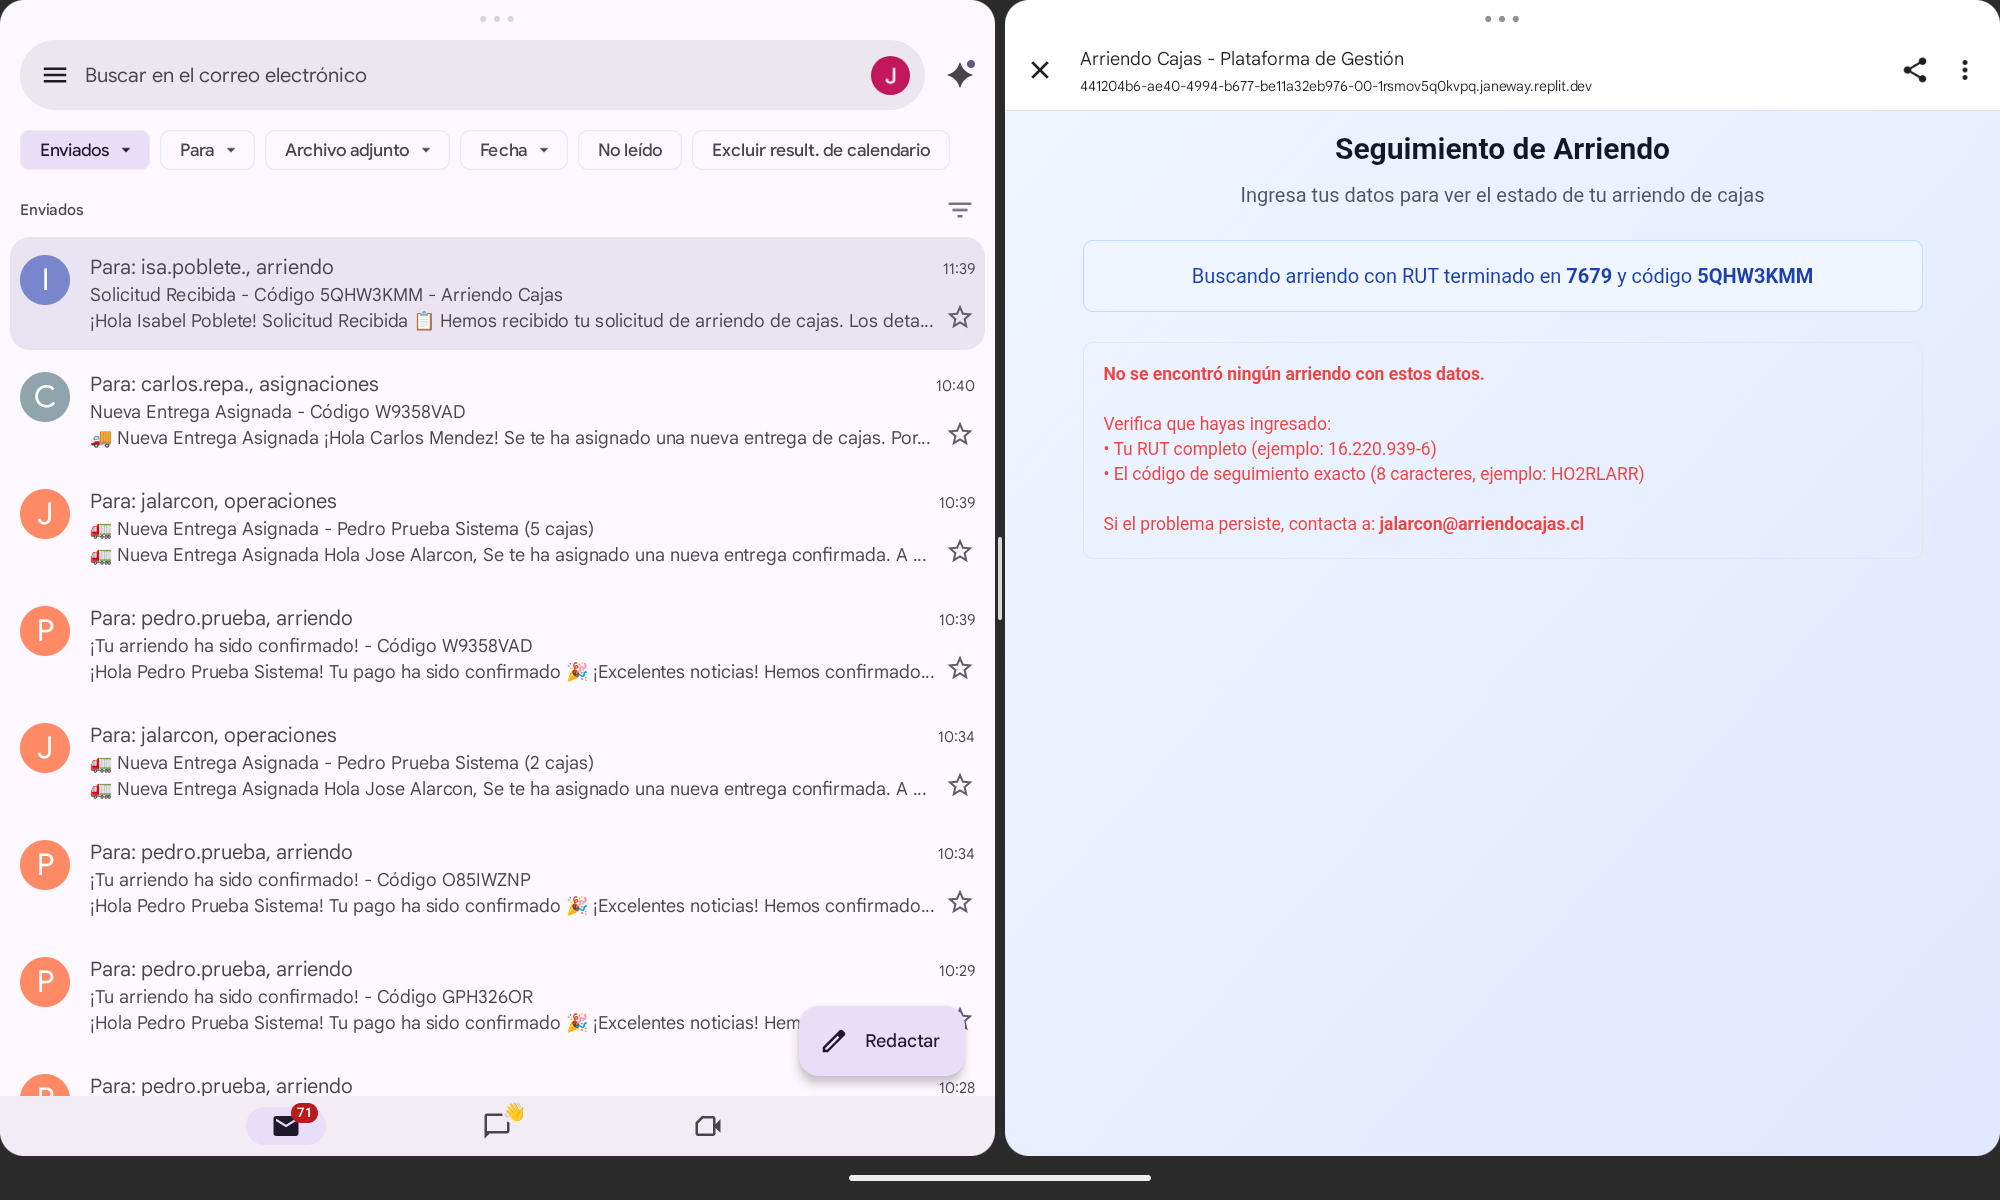 Buscar en el correo electrónico
J
Enviados
Para
Archivo adjunto
Fecha
No leído
Excluir result. de calendario
Enviados
I
Para: isa.poblete., arriendo
11:39
Solicitud Recibida - Código 5QHW3KMM - Arriendo Cajas
¡Hola Isabel Poblete! Solicitud Recibida 📋 Hemos recibido tu solicitud de arriendo de cajas. Los deta...
C
Para: carlos.repa., asignaciones
10:40
Nueva Entrega Asignada - Código W9358VAD
🚚 Nueva Entrega Asignada ¡Hola Carlos Mendez! Se te ha asignado una nueva entrega de cajas. Por...
J
Para: jalarcon, operaciones
10:39
🚛 Nueva Entrega Asignada - Pedro Prueba Sistema (5 cajas)
🚛 Nueva Entrega Asignada Hola Jose Alarcon, Se te ha asignado una nueva entrega confirmada. A ...
P
Para: pedro.prueba, arriendo
10:39
¡Tu arriendo ha sido confirmado! - Código W9358VAD
¡Hola Pedro Prueba Sistema! Tu pago ha sido confirmado 🎉 ¡Excelentes noticias! Hemos confirmado...
J
Para: jalarcon, operaciones
10:34
🚛 Nueva Entrega Asignada - Pedro Prueba Sistema (2 cajas)
🚛 Nueva Entrega Asignada Hola Jose Alarcon, Se te ha asignado una nueva entrega confirmada. A ...
P
Para: pedro.prueba, arriendo
10:34
¡Tu arriendo ha sido confirmado! - Código O85IWZNP
¡Hola Pedro Prueba Sistema! Tu pago ha sido confirmado 🎉 ¡Excelentes noticias! Hemos confirmado...
P
Para: pedro.prueba, arriendo
10:29
¡Tu arriendo ha sido confirmado! - Código GPH326OR
¡Hola Pedro Prueba Sistema! Tu pago ha sido confirmado 🎉 ¡Excelentes noticias! Hem
Redactar
P
Para: pedro.prueba, arriendo
10:28
71
Arriendo Cajas - Plataforma de Gestión
441204b6-ae40-4994-b677-be11a32eb976-00-1rsmov5q0kvpq.janeway.replit.dev
Seguimiento de Arriendo
Ingresa tus datos para ver el estado de tu arriendo de cajas
Buscando arriendo con RUT terminado en 7679 y código 5QHW3KMM
No se encontró ningún arriendo con estos datos.
Verifica que hayas ingresado:
• Tu RUT completo (ejemplo: 16.220.939-6)
• El código de seguimiento exacto (8 caracteres, ejemplo: HO2RLARR)
Si el problema persiste, contacta a: jalarcon@arriendocajas.cl